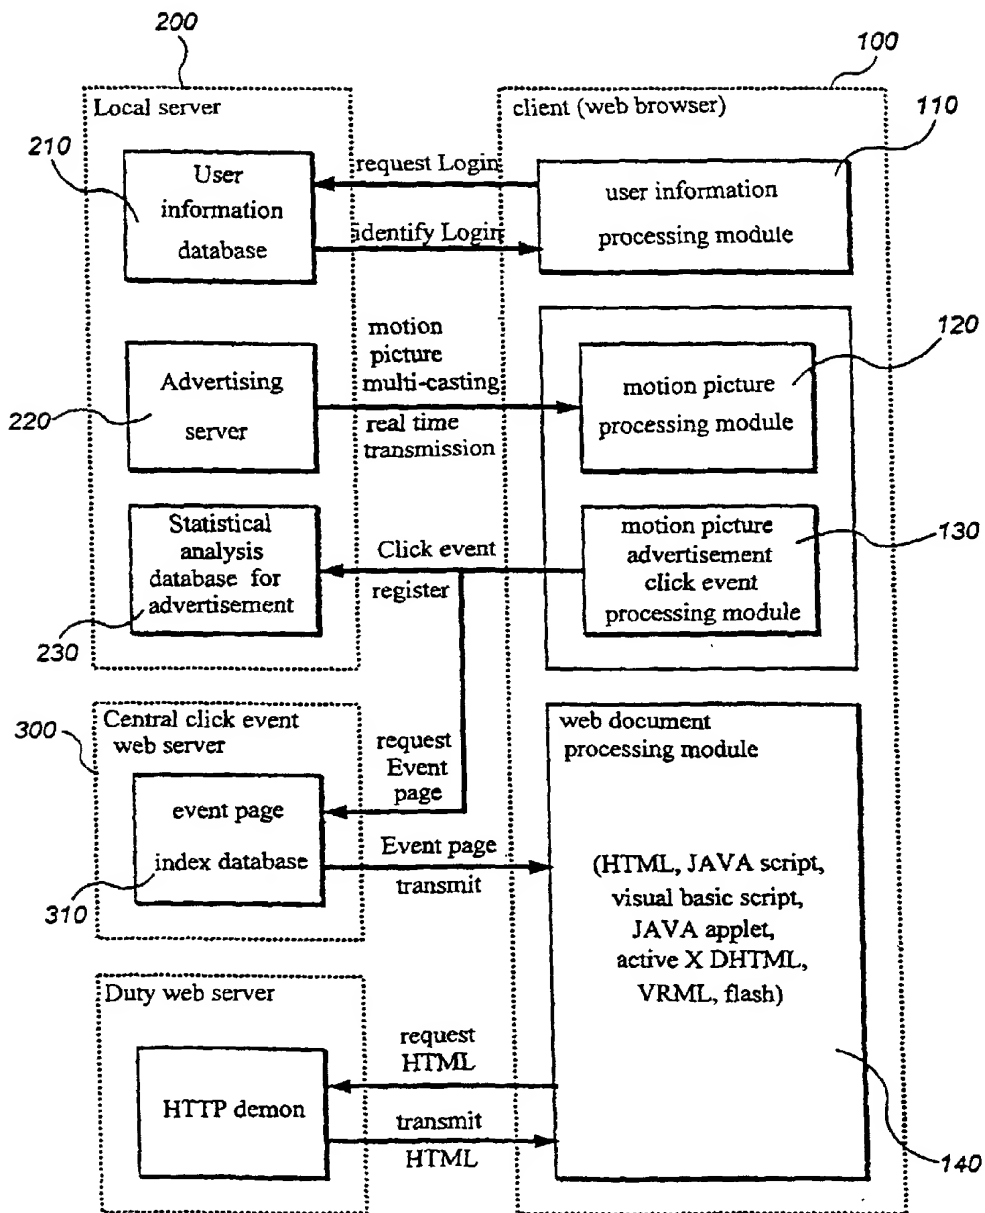 200
100
Local server
client (web browser)
110
210
User
information
database
request Login
identify Login
user information
processing module
motion
picture
multi-casting
real time
transmission
120
220
Advertising
server
motion picture
processing module
Statistical
analysis
database for
advertisement
230
Click event
register
motion picture
advertisement
click event
processing module
130
300
Central click event
web server
request
Event
page
web document
processing module
event page
index database
310
Event page
transmit
(HTML, JAVA script,
visual basic script,
JAVA applet,
active X DHTML,
VRML, flash)
Duty web server
request
HTML
HTTP demon
transmit
HTML
140